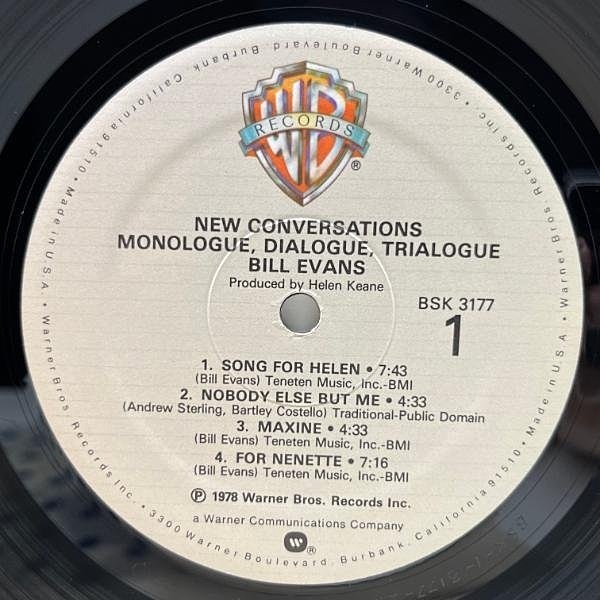 WB
RECORDS
®
NEW CONVERSATIONS
MONOLOGUE, DIALOGUE, TRIALOGUE
BILL EVANS
Produced by Helen Keane
BSK 3177
1
1. SONG FOR HELEN • 7:43
(Bill Evans) Teneten Music, Inc.-BMI
2. NOBODY ELSE BUT ME • 4:33
(Andrew Sterling, Bartley Costello) Traditional-Public Domain
3. MAXINE • 4:33
(Bill Evans) Teneten Music, Inc.-BMI
4. FOR NENETTE • 7:16
(Bill Evans) Teneten Music, Inc.-BMI
℗ 1978 Warner Bros. Records Inc.
a Warner Communications Company
®
Warner Bros. Records Inc. • 3300 Warner Boulevard, Burbank, California 91510 • Made in U.S.A. •
Warner Bros. Records Inc. • 3300 Warner Boulevard, Burbank, California 91510 • Made in U.S.A. •